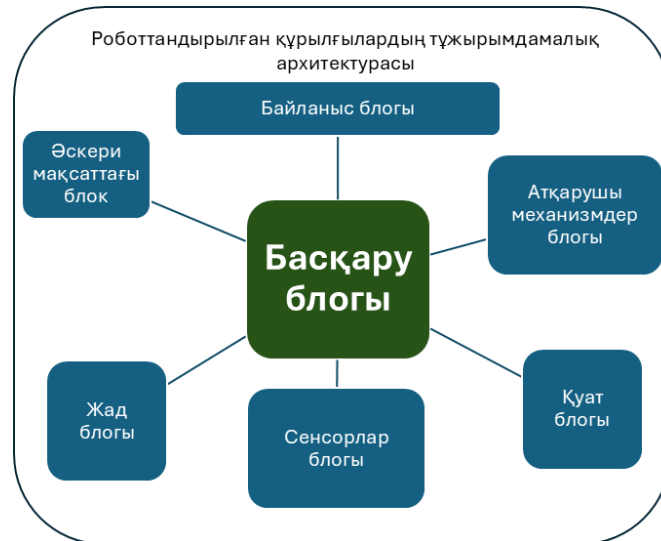 Роботтандырылған құрылғылардың тұжырымдамалық
архитектурасы
Байланыс блогы
Әскери
мақсаттағы
блок
Атқарушы
механизмдер
блогы
Басқару
блогы
Жад
блогы
Сенсорлар
блогы
Қуат
блогы